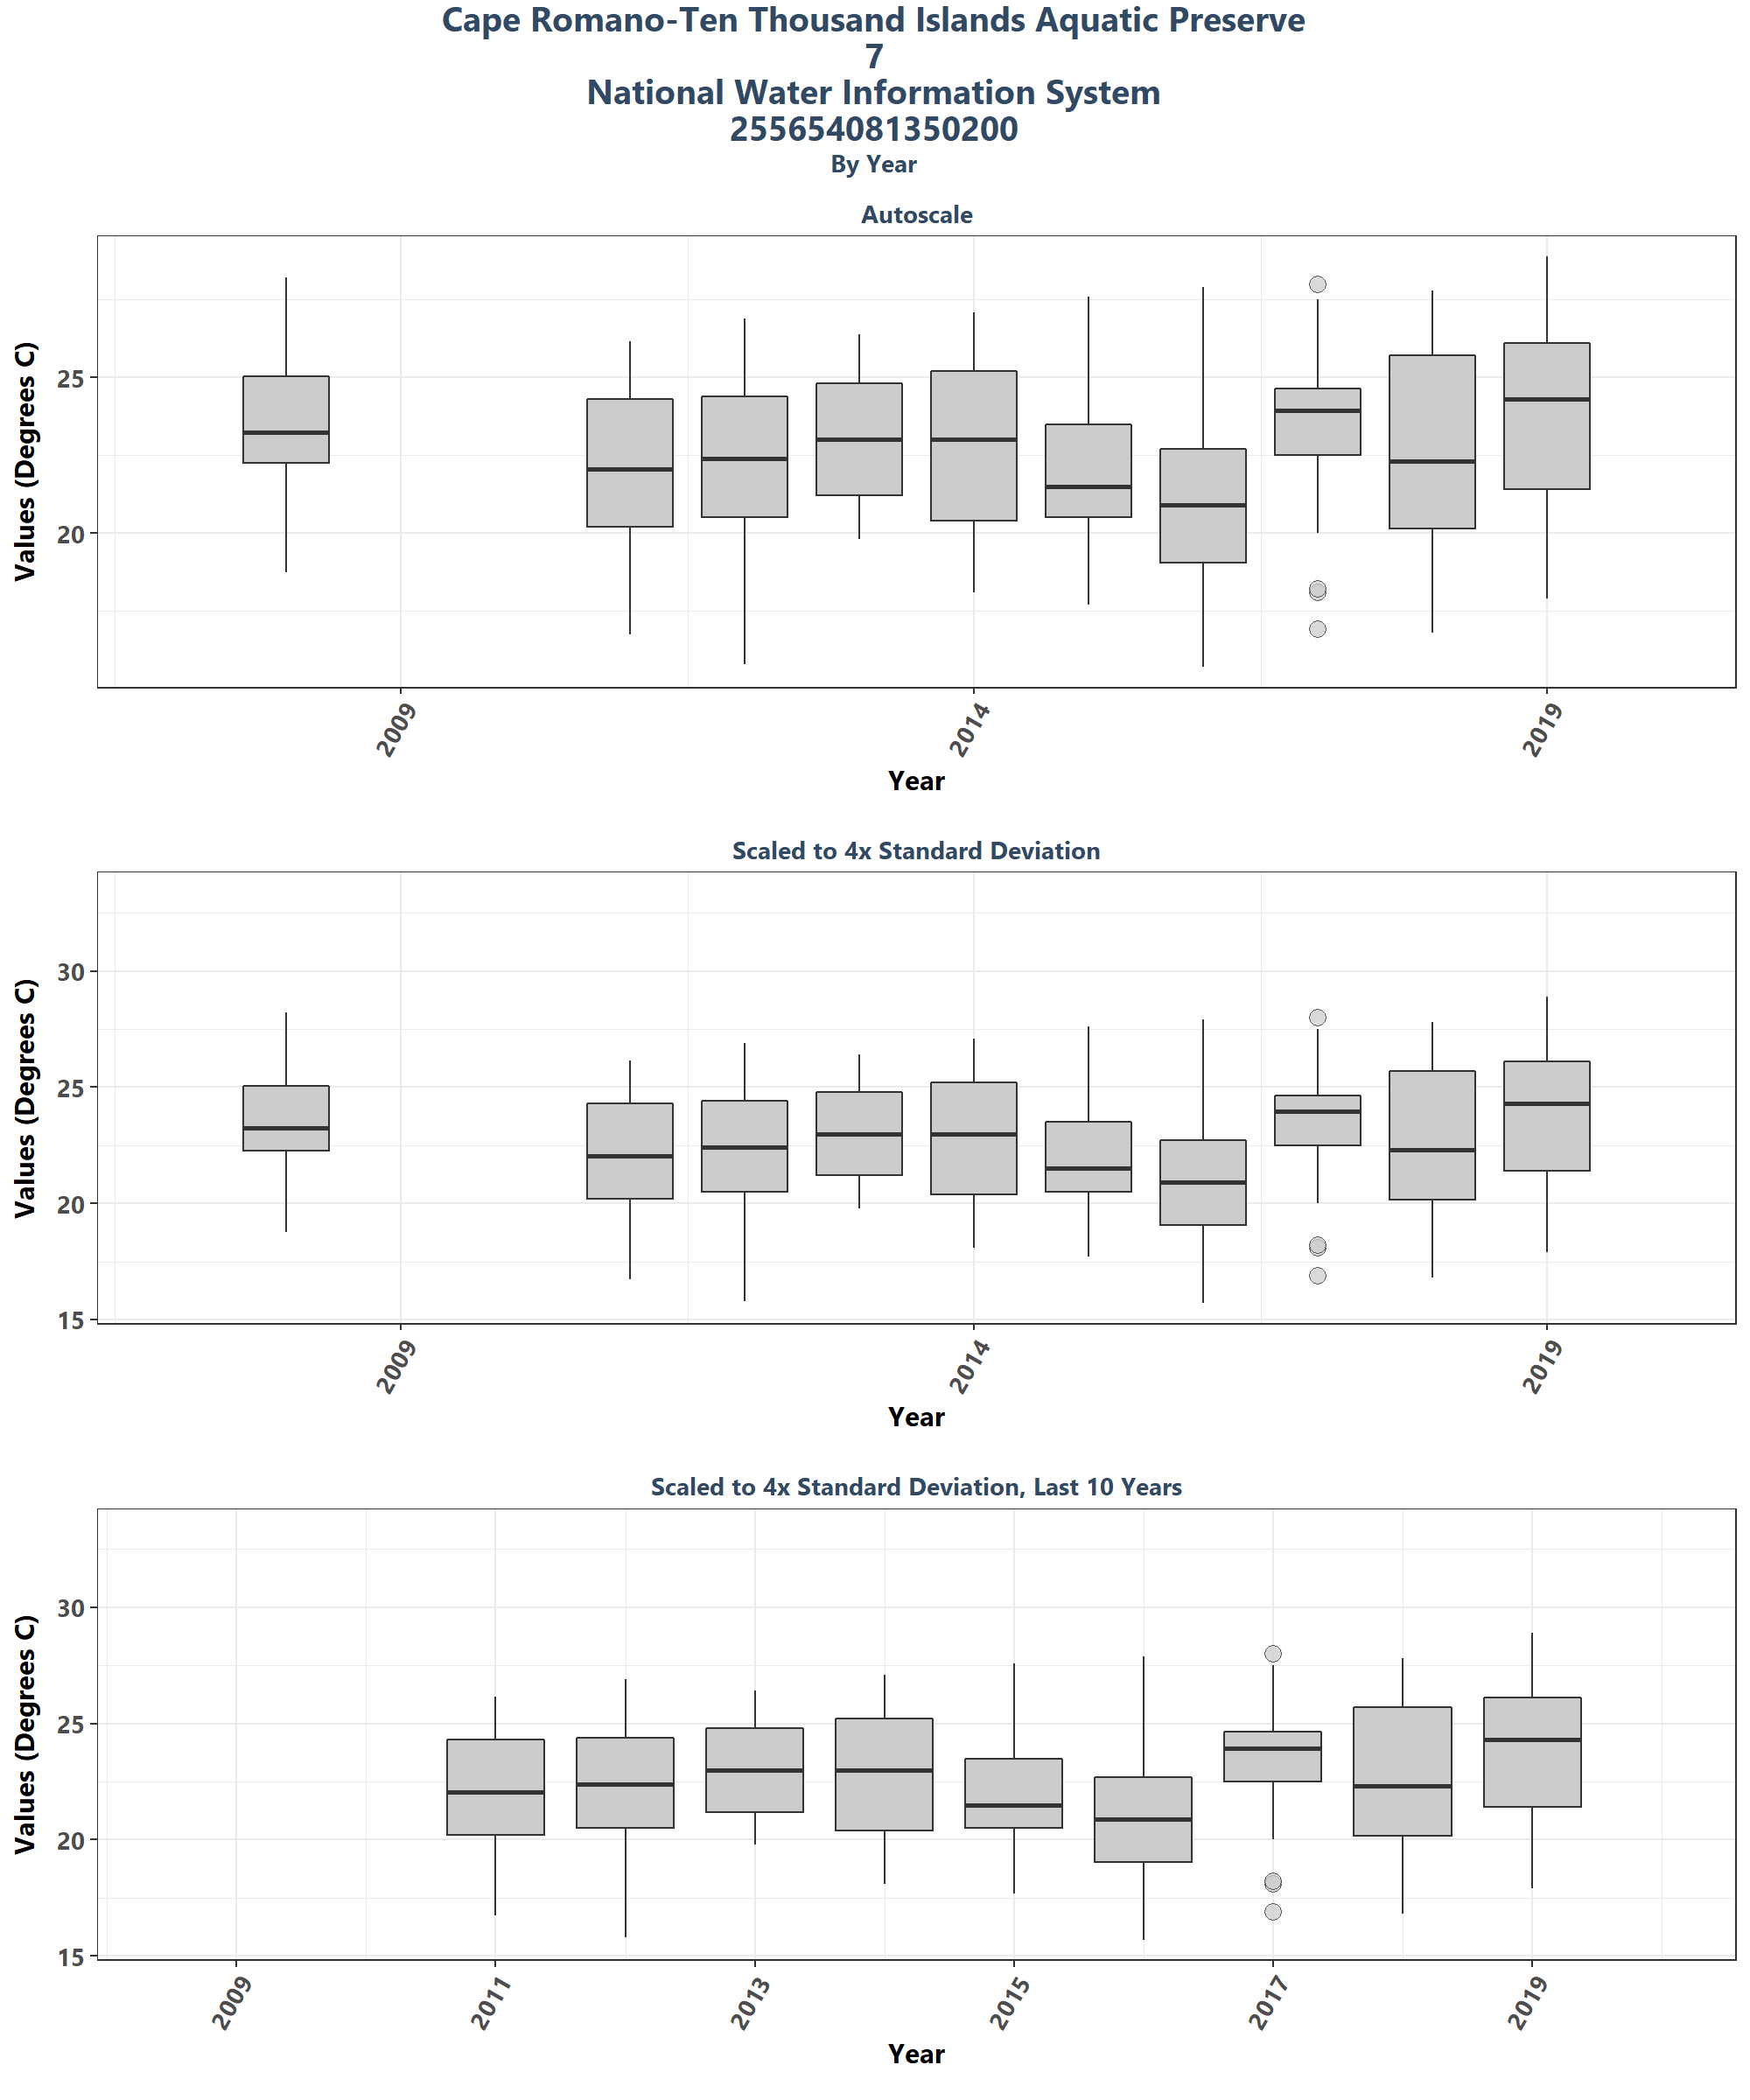 Cape Romano-Ten Thousand Islands Aquatic Preserve
7
National Water Information System
255654081350200
By Year
Autoscale
Values (Degrees C)
25
20
2009
2014
2019
Year
Scaled to 4x Standard Deviation
Values (Degrees C)
30
25
20
15
2009
2014
2019
Year
Scaled to 4x Standard Deviation, Last 10 Years
Values (Degrees C)
30
25
20
15
2009
2011
2013
2015
2017
2019
Year